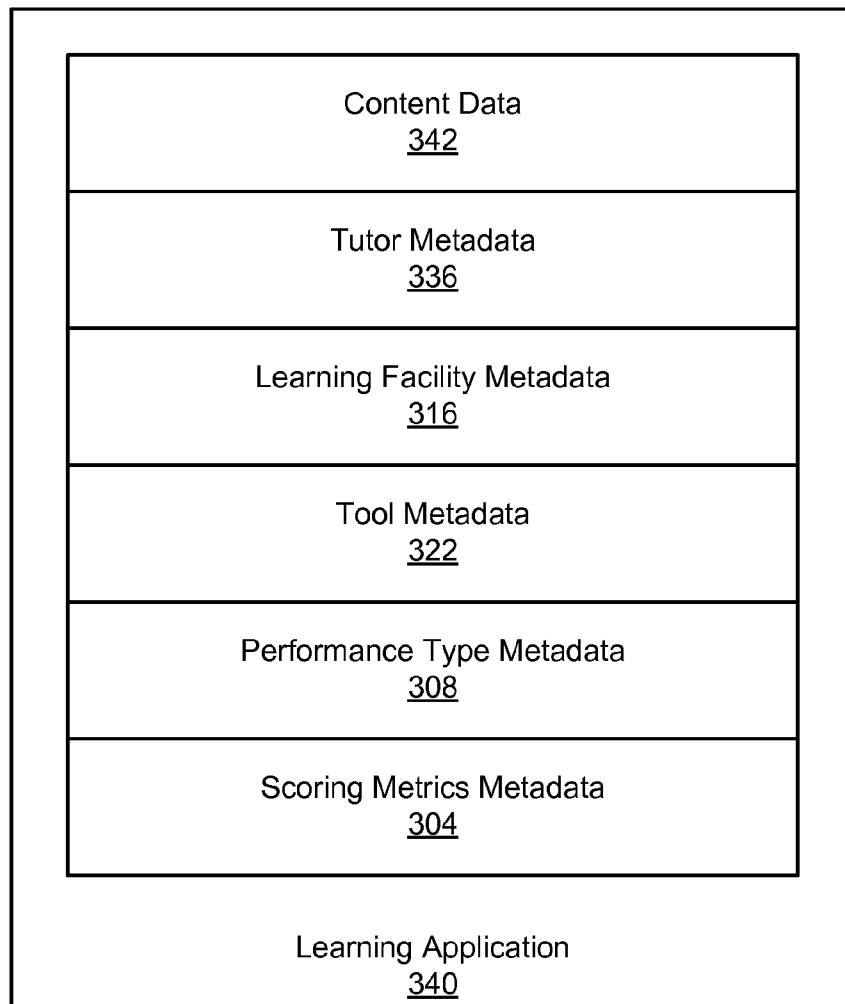 Content Data
342
Tutor Metadata
336
Learning Facility Metadata
316
Tool Metadata
322
Performance Type Metadata
308
Scoring Metrics Metadata
304
Learning Application
340